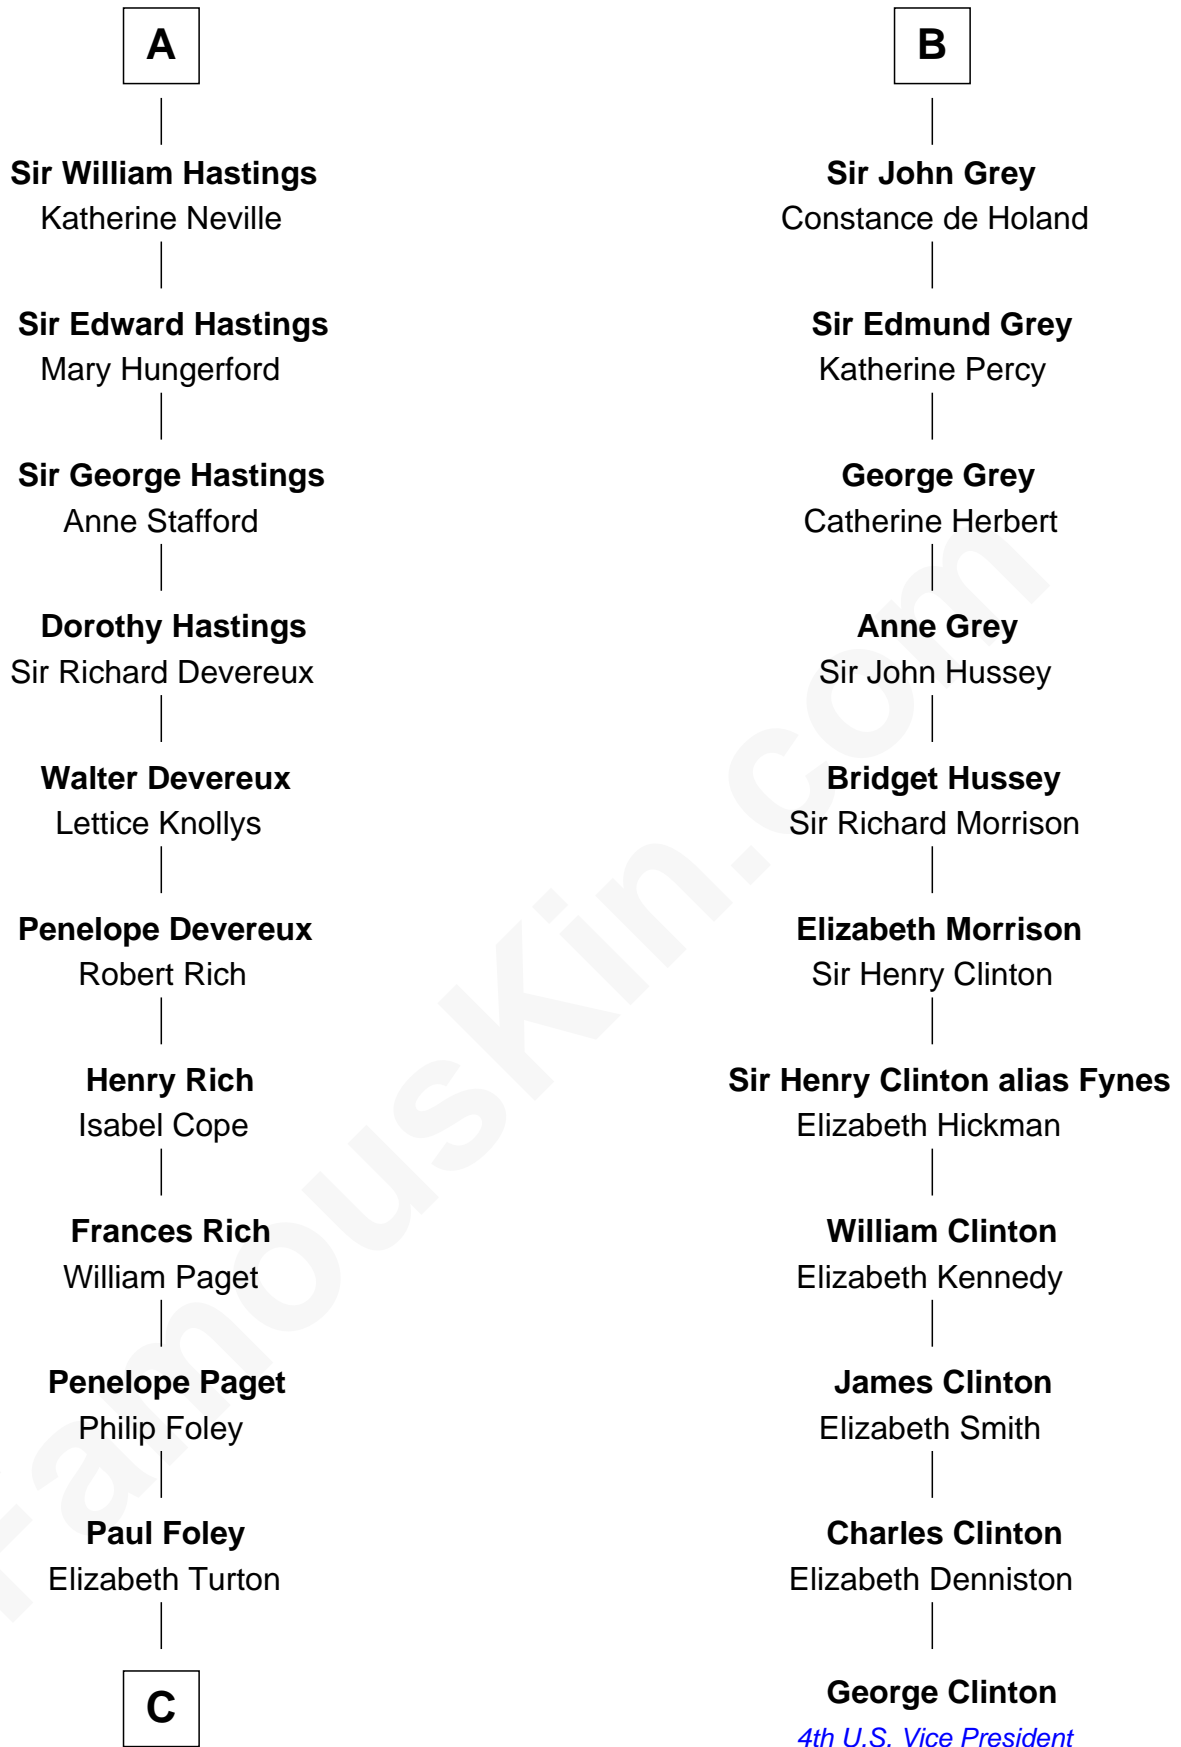 A
Sir William Hastings
Katherine Neville
Sir Edward Hastings
Mary Hungerford
Sir George Hastings
Anne Stafford
Dorothy Hastings
Sir Richard Devereux
Walter Devereux
Lettice Knollys
Penelope Devereux
Robert Rich
Henry Rich
Isabel Cope
Frances Rich
William Paget
Penelope Paget
Philip Foley
Paul Foley
Elizabeth Turton
C
B
Sir John Grey
Constance de Holand
Sir Edmund Grey
Katherine Percy
George Grey
Catherine Herbert
Anne Grey
Sir John Hussey
Bridget Hussey
Sir Richard Morrison
Elizabeth Morrison
Sir Henry Clinton
Sir Henry Clinton alias Fynes
Elizabeth Hickman
William Clinton
Elizabeth Kennedy
James Clinton
Elizabeth Smith
Charles Clinton
Elizabeth Denniston
George Clinton
4th U.S. Vice President
FamousKin.com